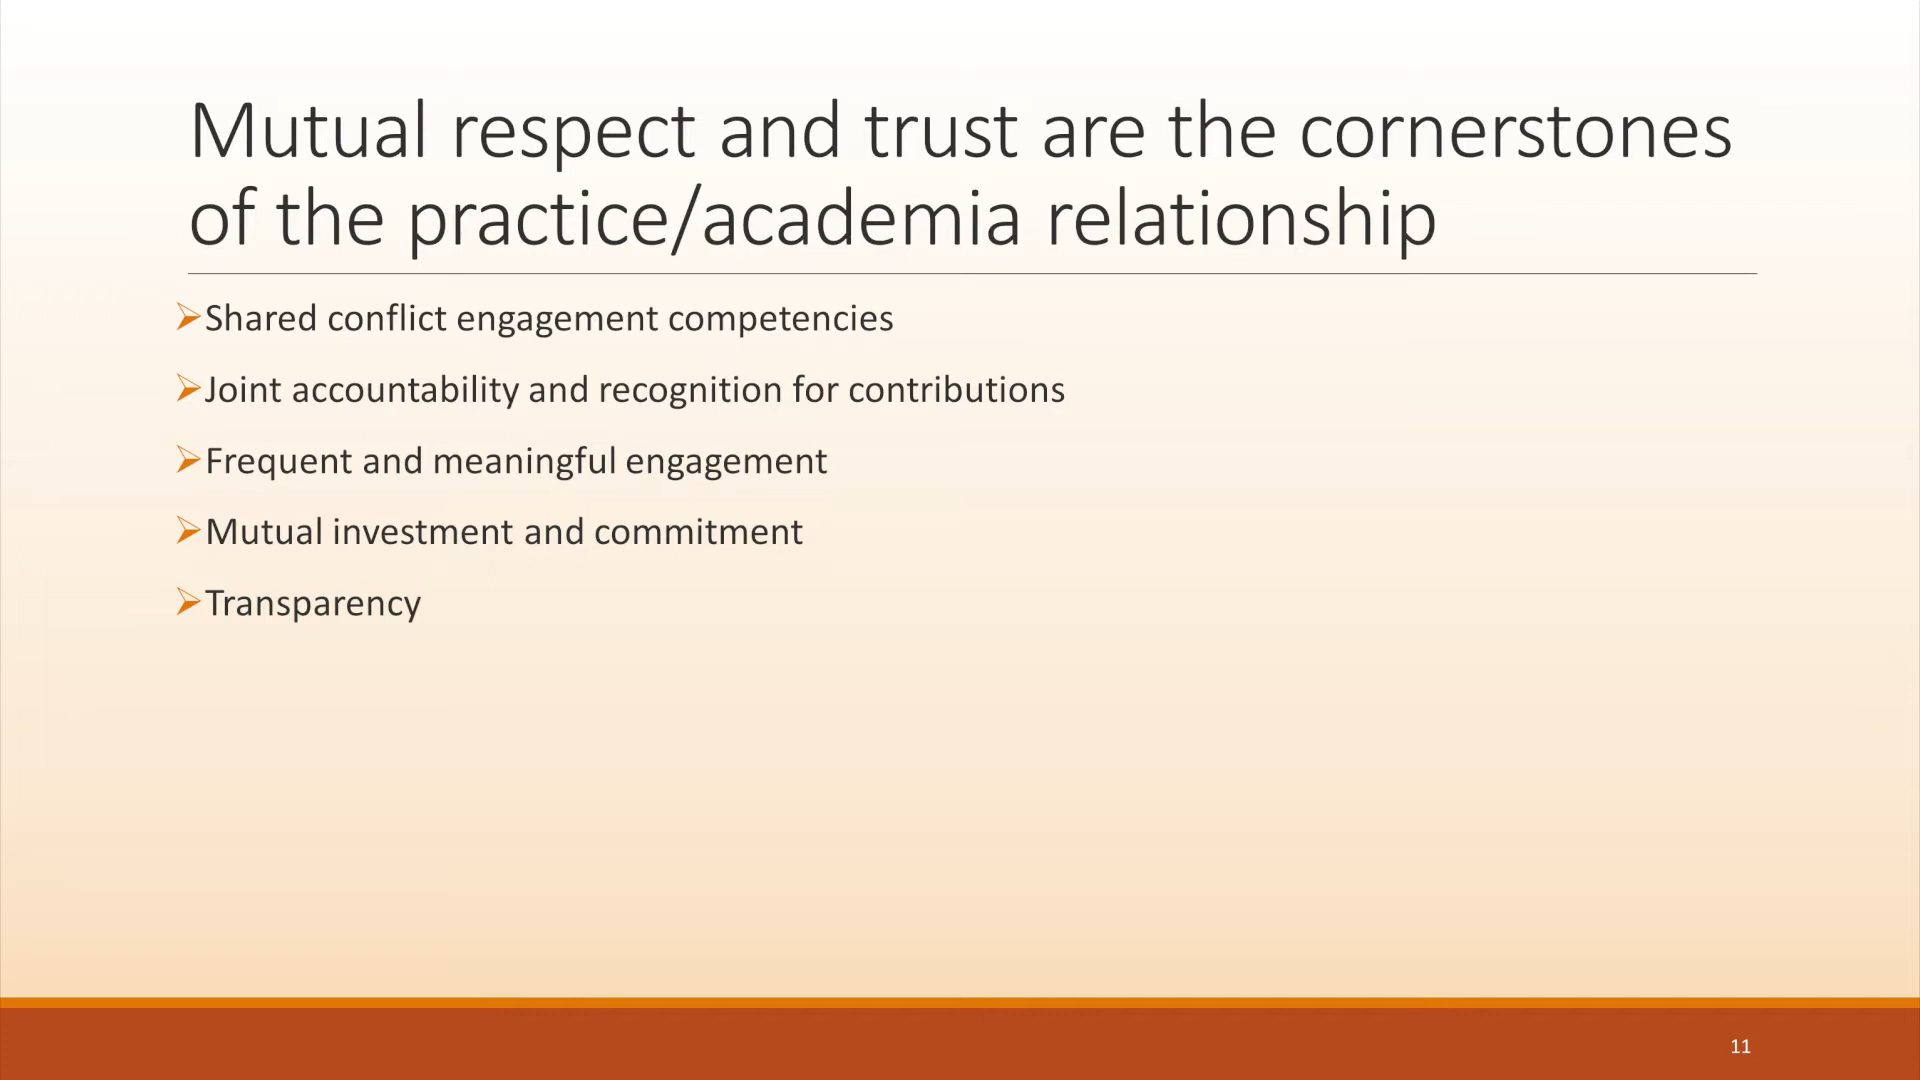 Mutual respect and trust are the cornerstones
of the practice/academia relationship
Shared conflict engagement competencies
Joint accountability and recognition for contributions
Frequent and meaningful engagement
Mutual investment and commitment
Transparency
11